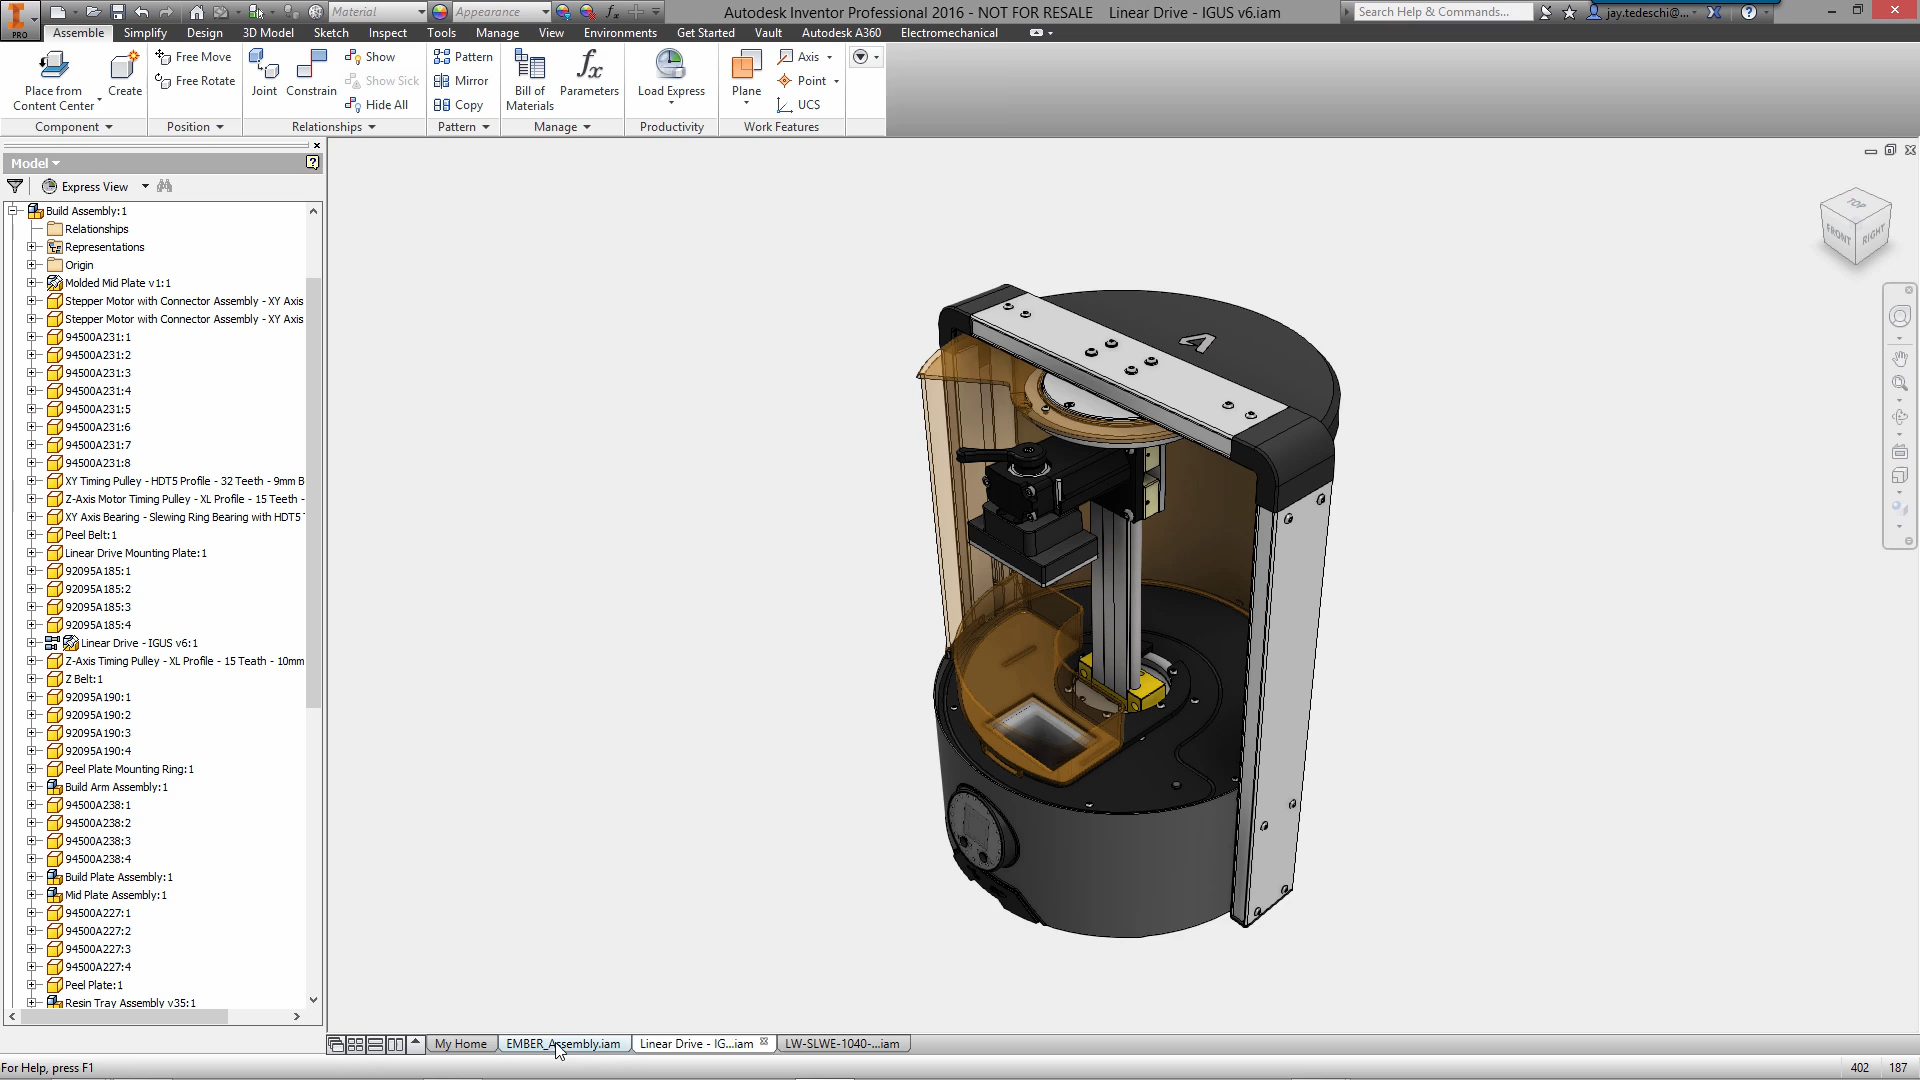 Material
Appearance
Autodesk Inventor Professional 2016 - NOT FOR RESALE Linear Drive - IGUS v6.iam
Search Help & Commands...
jay.tedeschi@...
PRO
Assemble Simplify Design 3D Model Sketch Inspect Tools Manage View Environments Get Started Vault Autodesk A360 Electromechanical
Place from
Content Center
Create
Free Move
Free Rotate
Joint
Constrain
Show
Show Sick
Hide All
Pattern
Mirror
Copy
Bill of
Materials
Parameters
Load Express
Plane
Axis
Point
UCS
Component Position Relationships Pattern Manage Productivity Work Features
Model
Express View
Build Assembly:1
Relationships
Representations
Origin
Molded Mid Plate v1:1
Stepper Motor with Connector Assembly - XY Axis
Stepper Motor with Connector Assembly - XY Axis
94500A231:1
94500A231:2
94500A231:3
94500A231:4
94500A231:5
94500A231:6
94500A231:7
94500A231:8
XY Timing Pulley - HDT5 Profile - 32 Teeth - 9mm B
Z-Axis Motor Timing Pulley - XL Profile - 15 Teeth -
XY Axis Bearing - Slewing Ring Bearing with HDT5
Peel Belt:1
Linear Drive Mounting Plate:1
92095A185:1
92095A185:2
92095A185:3
92095A185:4
Linear Drive - IGUS v6:1
Z-Axis Timing Pulley - XL Profile - 15 Teath - 10mm
Z Belt:1
92095A190:1
92095A190:2
92095A190:3
92095A190:4
Peel Plate Mounting Ring:1
Build Arm Assembly:1
94500A238:1
94500A238:2
94500A238:3
94500A238:4
Build Plate Assembly:1
Mid Plate Assembly:1
94500A227:1
94500A227:2
94500A227:3
94500A227:4
Peel Plate:1
Resin Tray Assembly v35:1
TOP
FRONT
RIGHT
My Home
EMBER_Assembly.iam
Linear Drive - IG...iam
LW-SLWE-1040-...iam
For Help, press F1
402 187